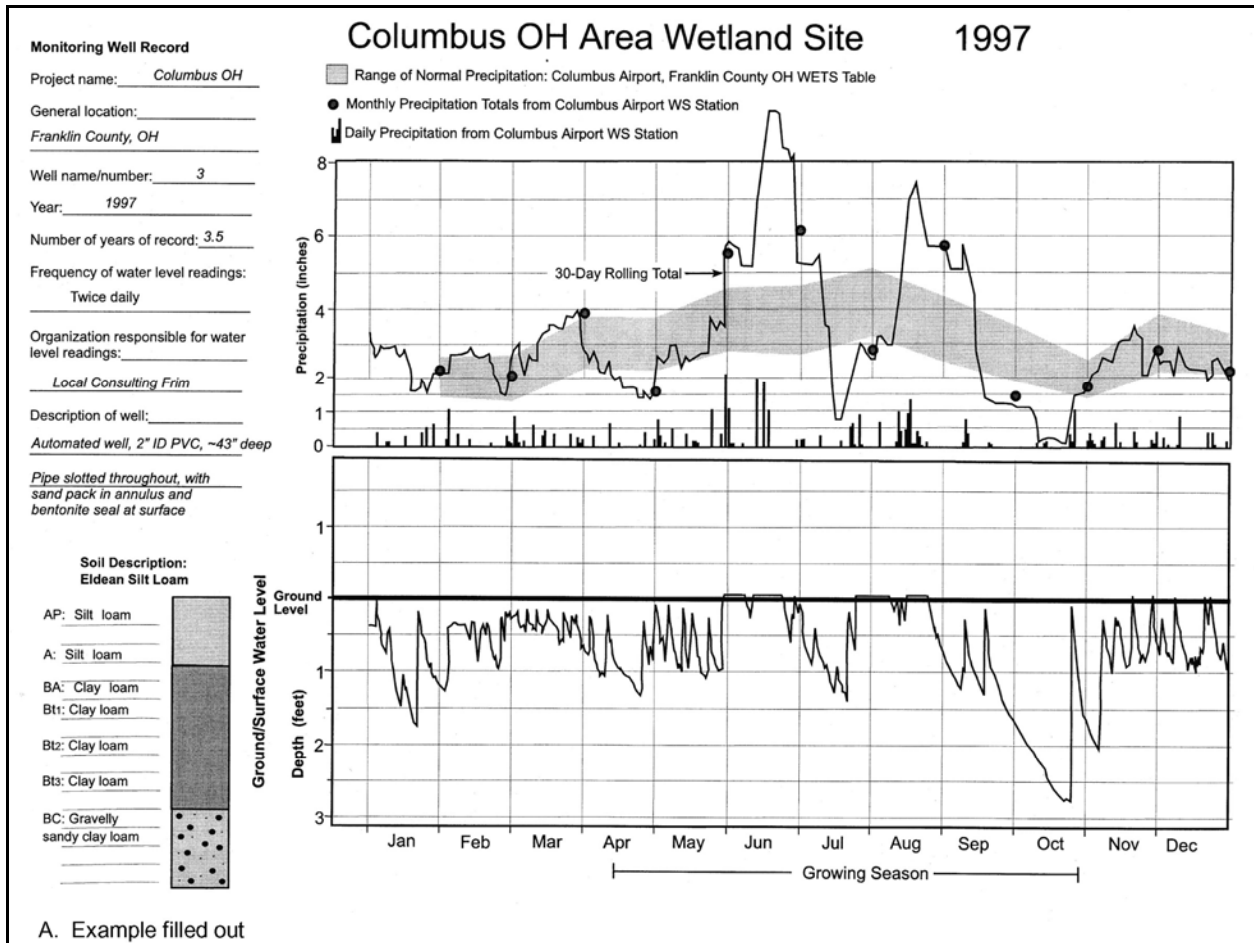 Columbus OH Area Wetland Site 1997
Monitoring Well Record
Project name: Columbus OH
General location:
Franklin County, OH
Well name/number: 3
Year: 1997
Number of years of record: 3.5
Frequency of water level readings:
Twice daily
Organization responsible for water
level readings:
Local Consulting Frim
Description of well:
Automated well, 2" ID PVC, ~43" deep
Pipe slotted throughout, with
sand pack in annulus and
bentonite seal at surface
Soil Description:
Eldean Silt Loam
AP: Silt loam
A: Silt loam
BA: Clay loam
Bt1: Clay loam
Bt2: Clay loam
Bt3: Clay loam
BC: Gravelly
sandy clay loam
Range of Normal Precipitation: Columbus Airport, Franklin County OH WETS Table
Monthly Precipitation Totals from Columbus Airport WS Station
Daily Precipitation from Columbus Airport WS Station
Precipitation (inches)
8
6
4
2
1
0
30-Day Rolling Total
Ground/Surface Water Level
Depth (feet)
1
Ground
Level
1
2
3
Jan Feb Mar Apr May Jun Jul Aug Sep Oct Nov Dec
Growing Season
A. Example filled out